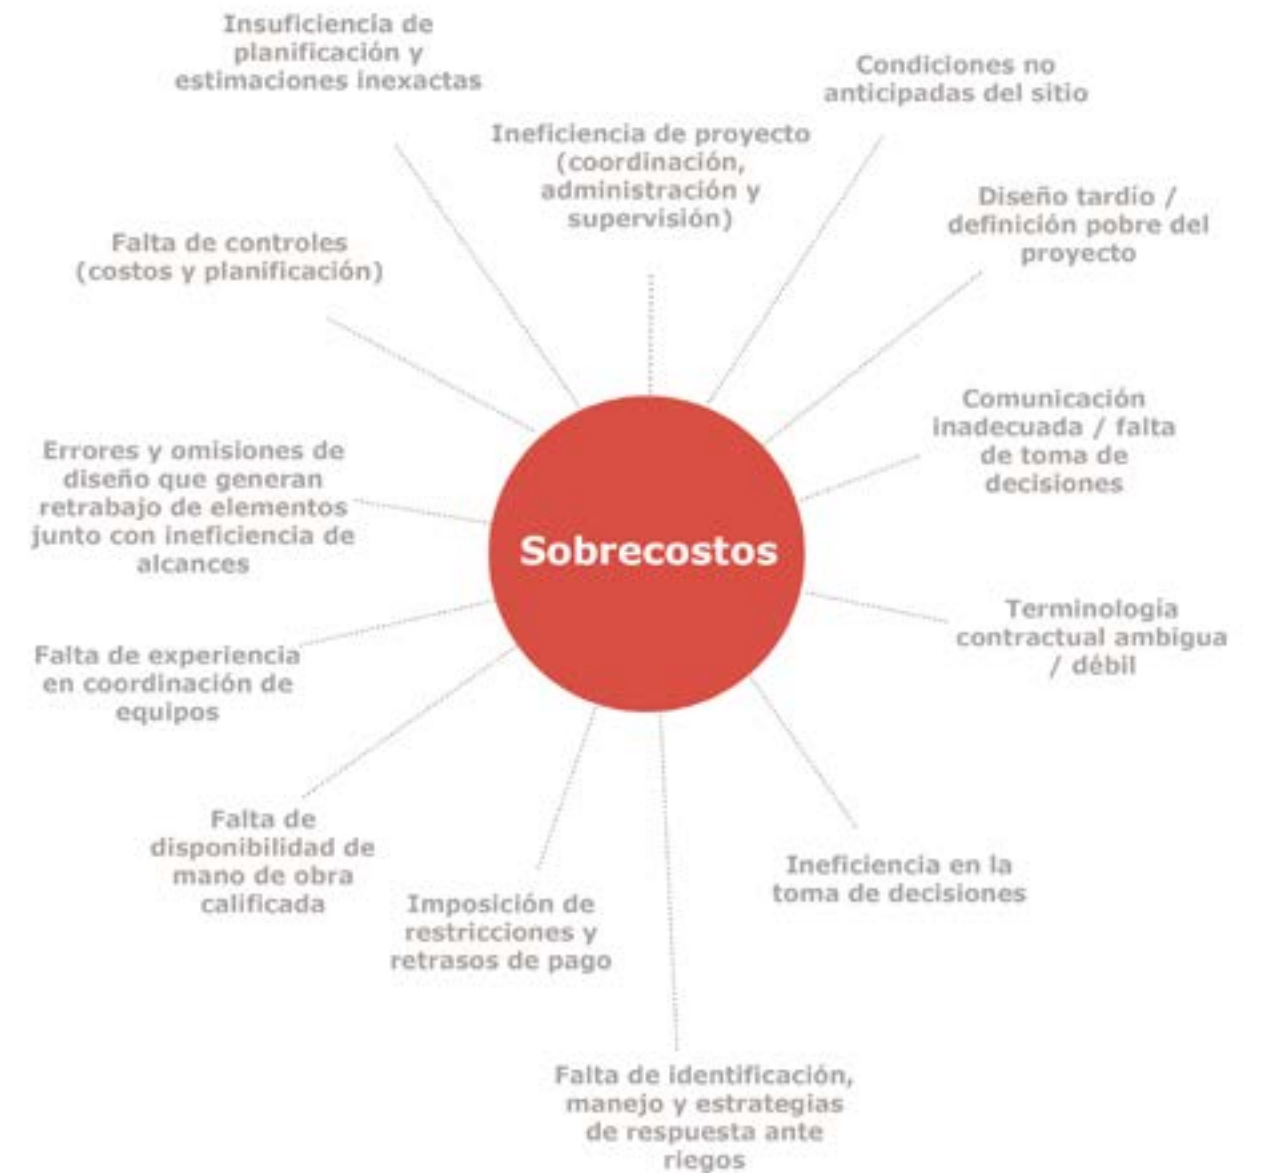 Insuficiencia de
planificación y
estimaciones inexactas
Condiciones no
anticipadas del sitio
Ineficiencia de proyecto
(coordinación,
administración y
supervisión)
Diseño tardío /
definición pobre del
proyecto
Falta de controles
(costos y planificación)
Comunicación
inadecuada / falta
de toma de
decisiones
Errores y omisiones de
diseño que generan
retrabajo de elementos
junto con ineficiencia de
alcances
Sobrecostos
Terminología
contractual ambigua
/ débil
Falta de experiencia
en coordinación de
equipos
Falta de
disponibilidad de
mano de obra
calificada
Ineficiencia en la
toma de decisiones
Imposición de
restricciones y
retrasos de pago
Falta de identificación,
manejo y estrategias
de respuesta ante
riegos